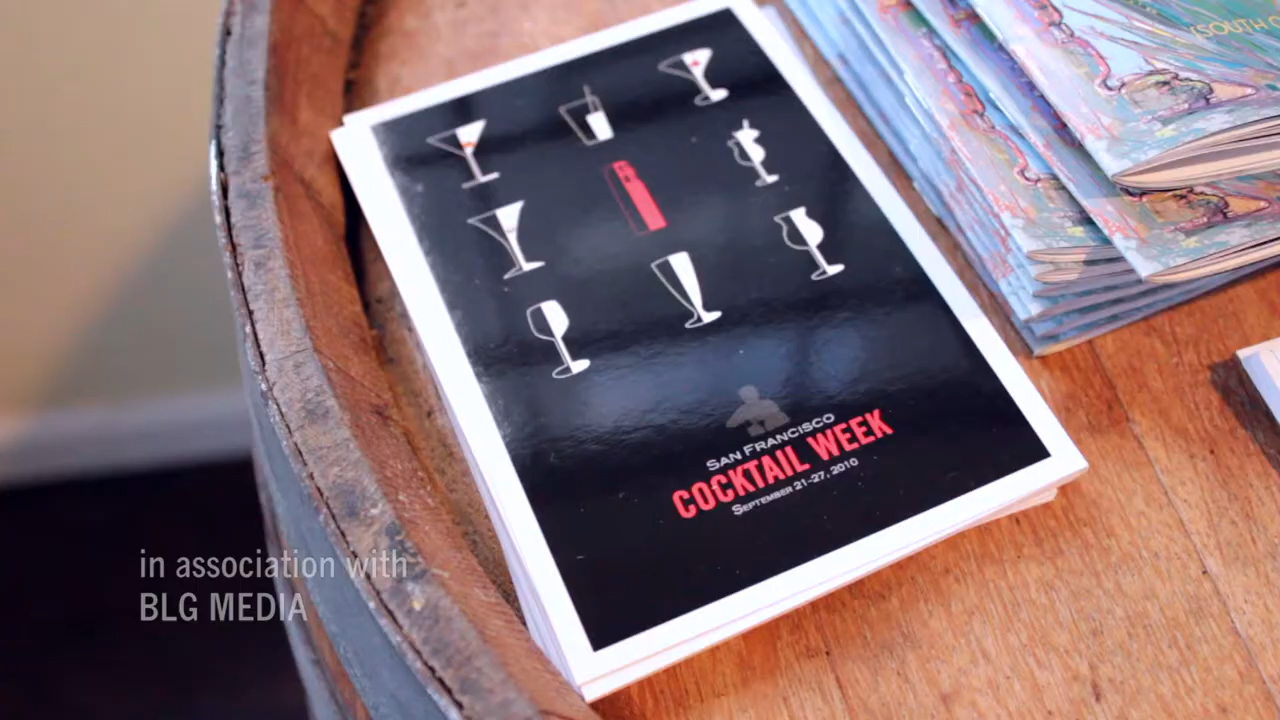 SAN FRANCISCO
COCKTAIL WEEK
SEPTEMBER 21-27, 2010
in association with
BLG MEDIA